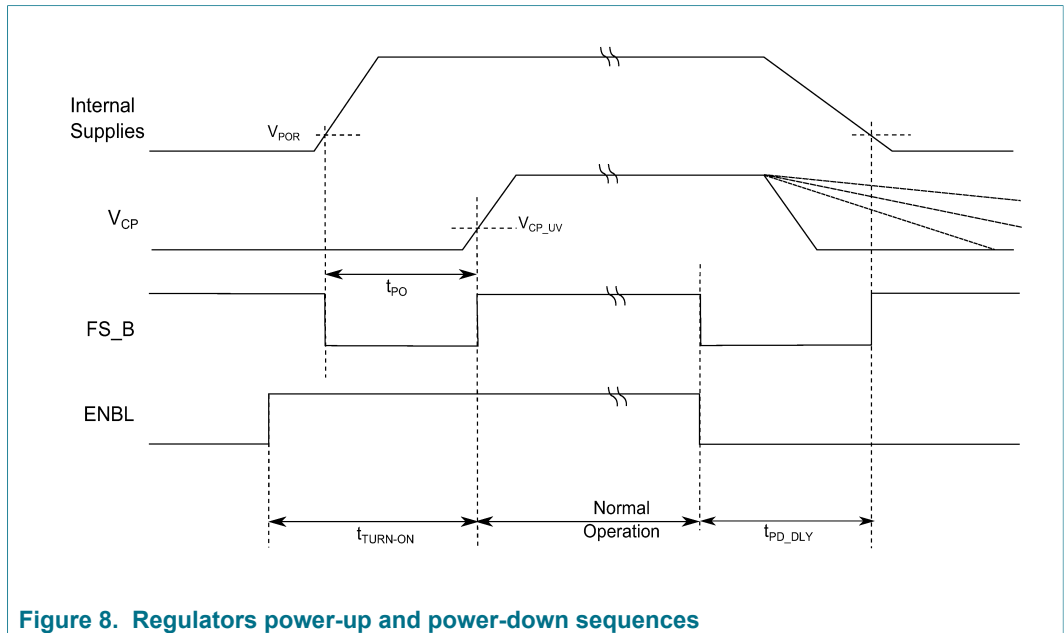 Internal
Supplies
VPOR
VCP
VCP_UV
tPO
FS_B
ENBL
tTURN-ON
Normal
Operation
tPD_DLY
Figure 8. Regulators power-up and power-down sequences